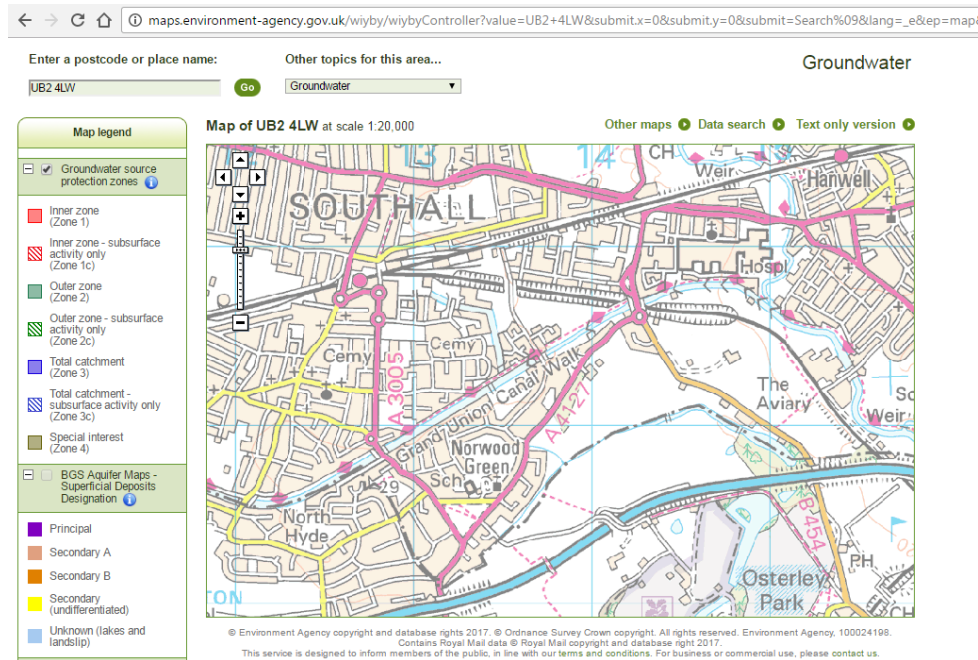 maps.environment-agency.gov.uk/wiyby/wiybyController?value=UB2+4LW&submit.x=0&submit.y=0&submit=Search%09&lang=_e&ep=map&
Enter a postcode or place name:
Other topics for this area...
Groundwater
UB2 4LW
Go
Groundwater
Map legend
Map of UB2 4LW at scale 1:20,000
Other maps
Data search
Text only version
Groundwater source
protection zones
Inner zone
(Zone 1)
Inner zone - subsurface
activity only
(Zone 1c)
Outer zone
(Zone 2)
Outer zone - subsurface
activity only
(Zone 2c)
Total catchment
(Zone 3)
Total catchment -
subsurface activity only
(Zone 3c)
Special interest
(Zone 4)
BGS Aquifer Maps -
Superficial Deposits
Designation
Principal
Secondary A
Secondary B
Secondary
(undifferentiated)
Unknown (lakes and
landslip)
12
13
14
CH
Weir
Hanwell
SOUTHALL
Hospl
Cemy
Cemy
A3005
Grand Union Canal Walk
A4127
The
Aviary
Weir
Norwood
Green
Sch
29
North
Hyde
B454
PH
Osterley
Park
CH
TON
© Environment Agency copyright and database rights 2017. © Ordnance Survey Crown copyright. All rights reserved. Environment Agency, 100024198.
Contains Royal Mail data © Royal Mail copyright and database right 2017.
This service is designed to inform members of the public, in line with our terms and conditions. For business or commercial use, please contact us.